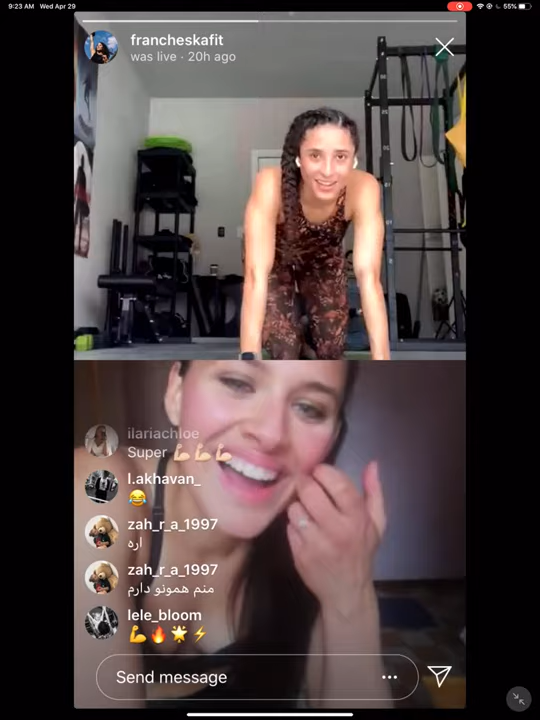 9:23 AM Wed Apr 29
55%
francheskafit
was live · 20h ago
ilariachloe
Super 💪💪💪
l.akhavan_
😂
zah_r_a_1997
اره
zah_r_a_1997
منم همونو دارم
lele_bloom
💪🔥🌟⚡
Send message